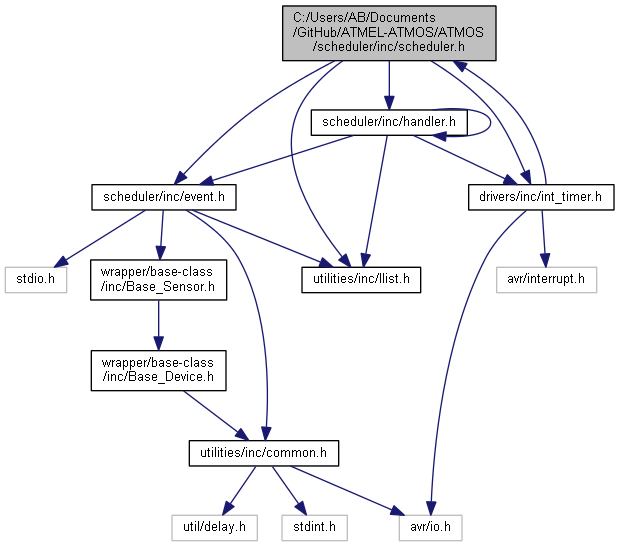 C:/Users/AB/Documents
/GitHub/ATMEL-ATMOS/ATMOS
/scheduler/inc/scheduler.h
scheduler/inc/handler.h
scheduler/inc/event.h
drivers/inc/int_timer.h
stdio.h
wrapper/base-class
/inc/Base_Sensor.h
utilities/inc/llist.h
avr/interrupt.h
wrapper/base-class
/inc/Base_Device.h
utilities/inc/common.h
util/delay.h
stdint.h
avr/io.h